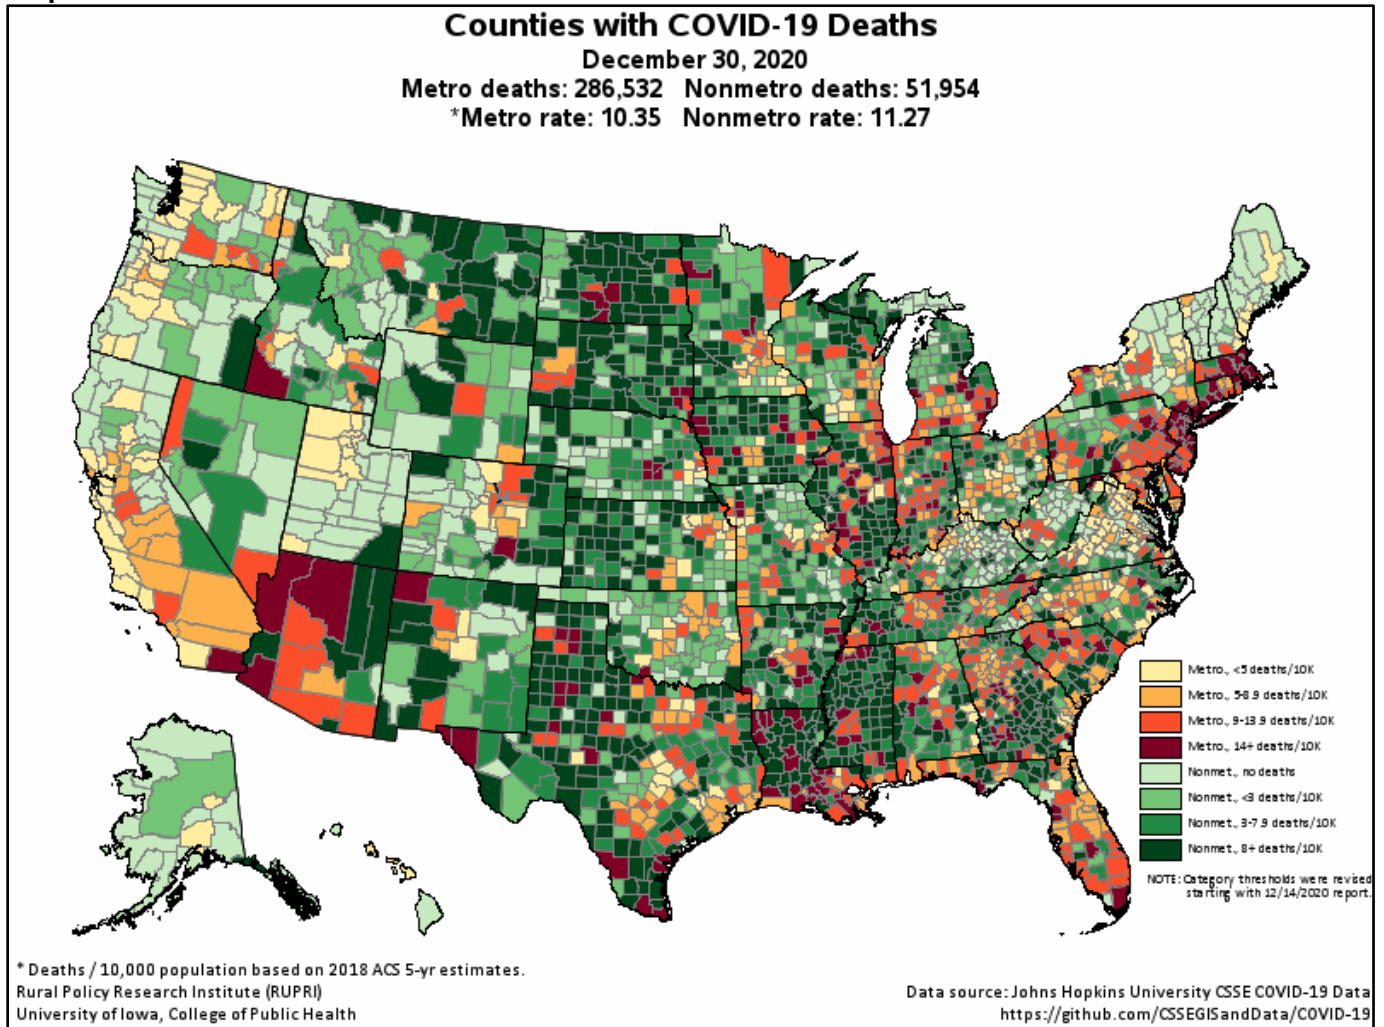 Counties with COVID-19 Deaths
December 30, 2020
Metro deaths: 286,532   Nonmetro deaths: 51,954
*Metro rate: 10.35   Nonmetro rate: 11.27
Metro., <5 deaths/10K
Metro., 5-8.9 deaths/10K
Metro., 9-13.9 deaths/10K
Metro., 14+ deaths/10K
Nonmet., no deaths
Nonmet., <3 deaths/10K
Nonmet., 3-7.9 deaths/10K
Nonmet., 8+ deaths/10K
NOTE: Category thresholds were revised
starting with 12/14/2020 report.
* Deaths / 10,000 population based on 2018 ACS 5-yr estimates.
Rural Policy Research Institute (RUPRI)
University of Iowa, College of Public Health
Data source: Johns Hopkins University CSSE COVID-19 Data
https://github.com/CSSEGISandData/COVID-19